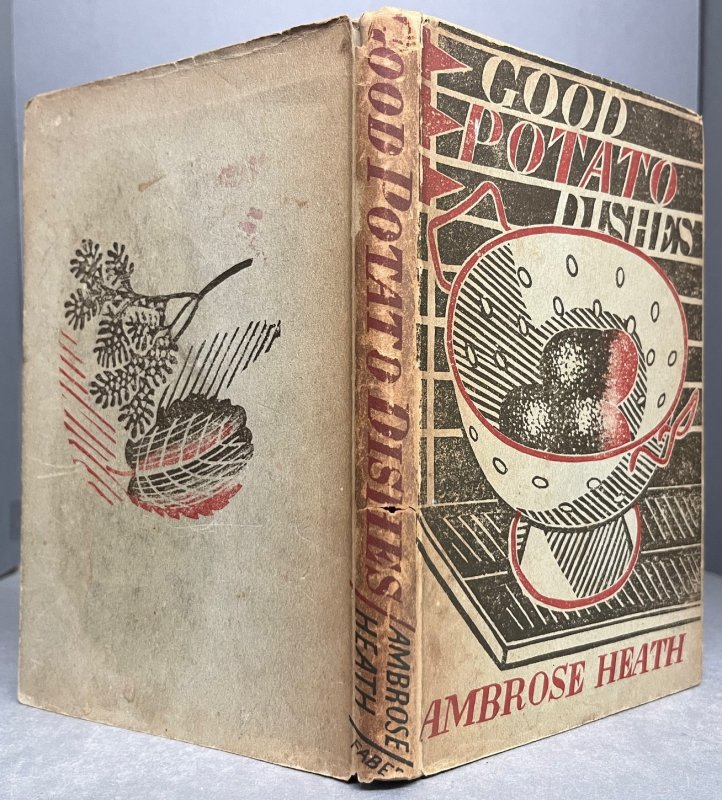 GOOD
POTATO
DISHES
AMBROSE HEATH
GOOD POTATO DISHES
AMBROSE
HEATH
FABER